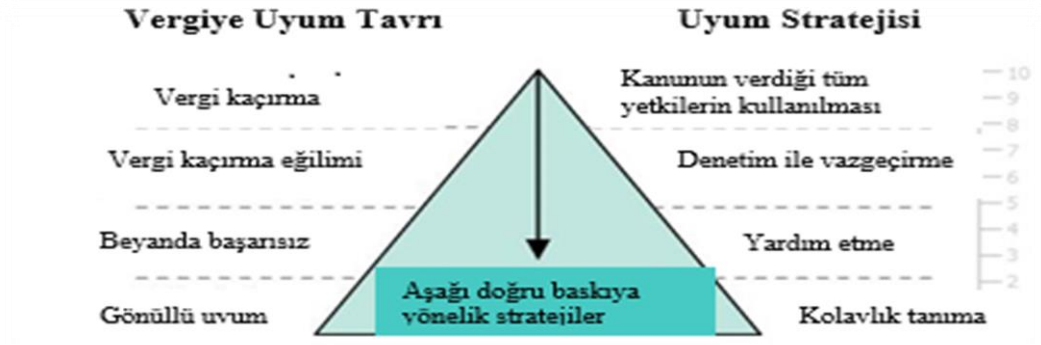 Vergiye Uyum Tavrı
Uyum Stratejisi
Vergi kaçırma
Kanunun verdiği tüm
yetkilerin kullanılması
Vergi kaçırma eğilimi
Denetim ile vazgeçirme
Beyanda başarısız
Yardım etme
Gönüllü uyum
Kolaylık tanıma
Aşağı doğru baskıya
yönelik stratejiler
10
9
8
7
6
5
4
3
2